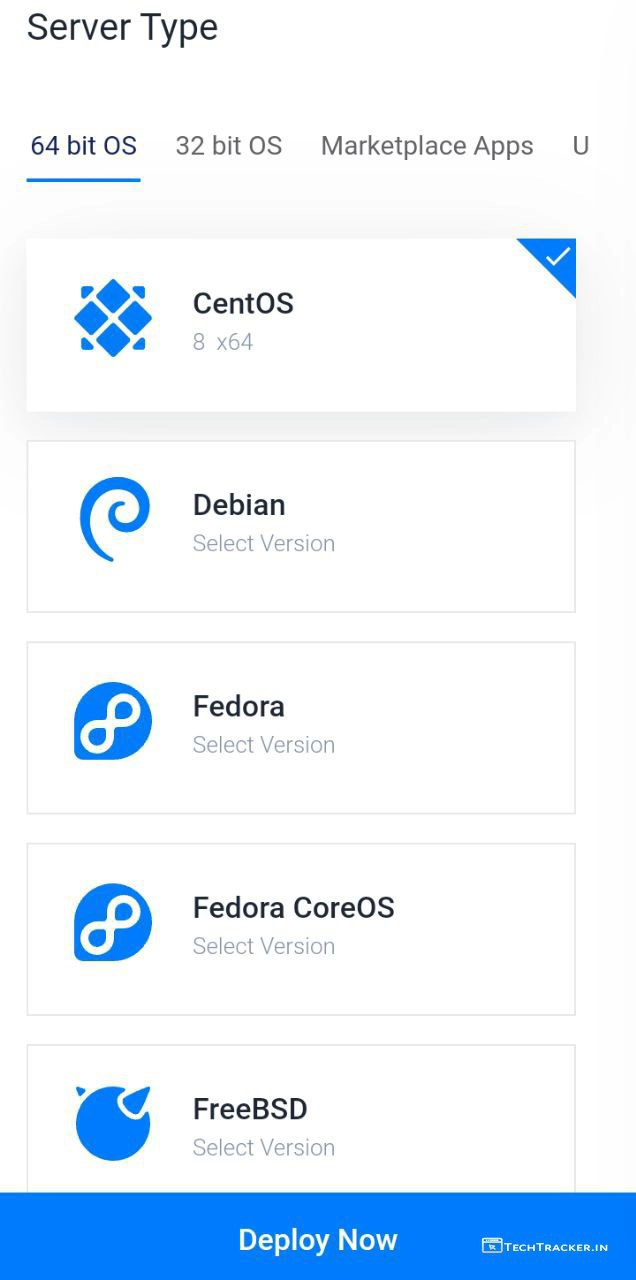 Server Type
64 bit OS 32 bit OS Marketplace Apps U
CentOS
8 x64
Debian
Select Version
Fedora
Select Version
Fedora CoreOS
Select Version
FreeBSD
Select Version
Deploy Now
TechTracker.in